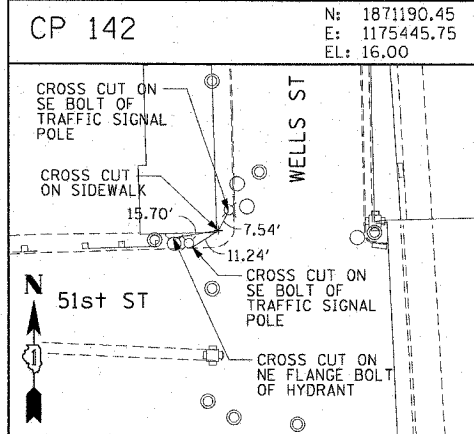 CP 142
N: 1871190.45
E: 1175445.75
EL: 16.00
CROSS CUT ON
SE BOLT OF
TRAFFIC SIGNAL
POLE
WELLS ST
CROSS CUT
ON SIDEWALK
15.70'
7.54'
11.24'
CROSS CUT ON
SE BOLT OF
TRAFFIC SIGNAL
POLE
N
51st ST
1
CROSS CUT ON
NE FLANGE BOLT
OF HYDRANT